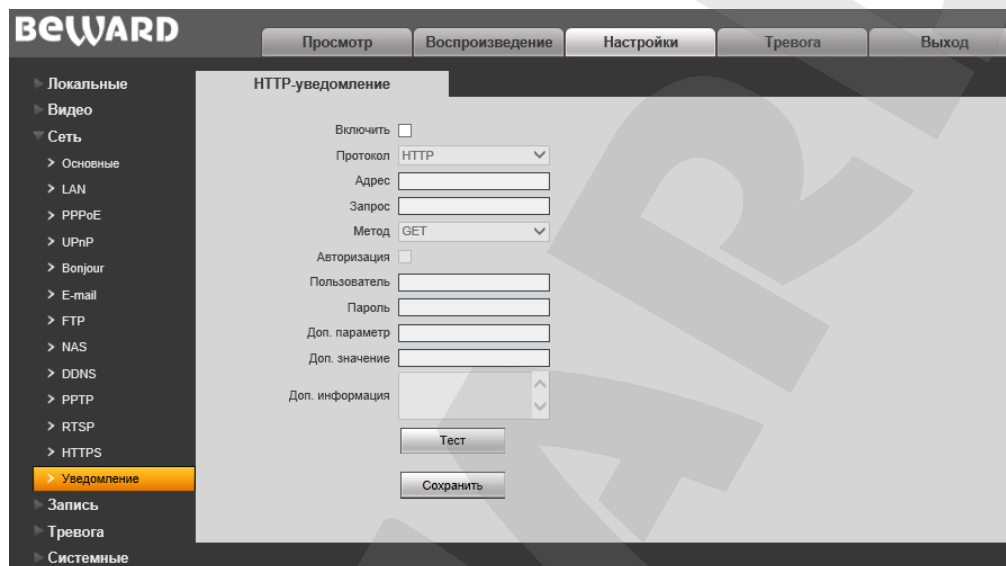 BEWARD
Просмотр Воспроизведение Настройки Тревога Выход
Локальные
Видео
Сеть
Основные
LAN
PPPoE
UPnP
Bonjour
E-mail
FTP
NAS
DDNS
PPTP
RTSP
HTTPS
Уведомление
Запись
Тревога
Системные
HTTP-уведомление
Включить
Протокол HTTP
Адрес
Запрос
Метод GET
Авторизация
Пользователь
Пароль
Доп. параметр
Доп. значение
Доп. информация
Тест
Сохранить